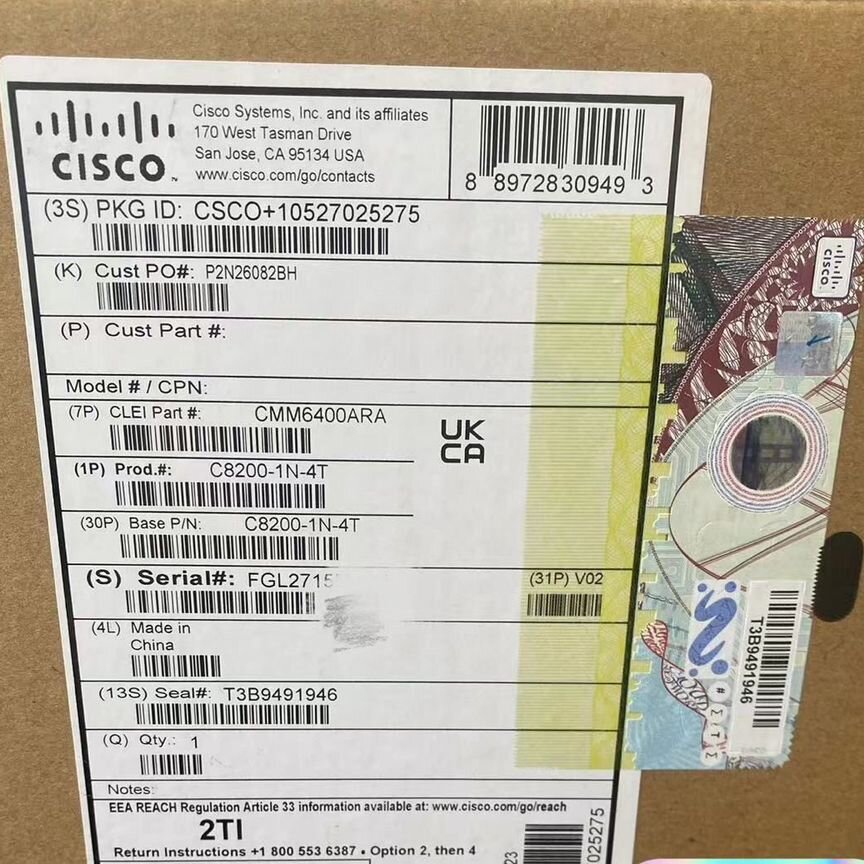 CISCO
Cisco Systems, Inc. and its affiliates
170 West Tasman Drive
San Jose, CA 95134 USA
www.cisco.com/go/contacts
8 89728 30949 3
(3S) PKG ID: CSCO+10527025275
(K) Cust PO#: P2N26082BH
(P) Cust Part #:
Model # / CPN:
(7P) CLEI Part #: CMM6400ARA
UK
CA
(1P) Prod.#: C8200-1N-4T
(30P) Base P/N: C8200-1N-4T
(S) Serial#: FGL2715
(31P) V02
(4L) Made in
China
(13S) Seal#: T3B9491946
(Q) Qty.: 1
Notes:
EEA REACH Regulation Article 33 information available at: www.cisco.com/go/reach
2TI
Return Instructions +1 800 553 6387 • Option 2, then 4
23
025275
CISCO
T3B9491946